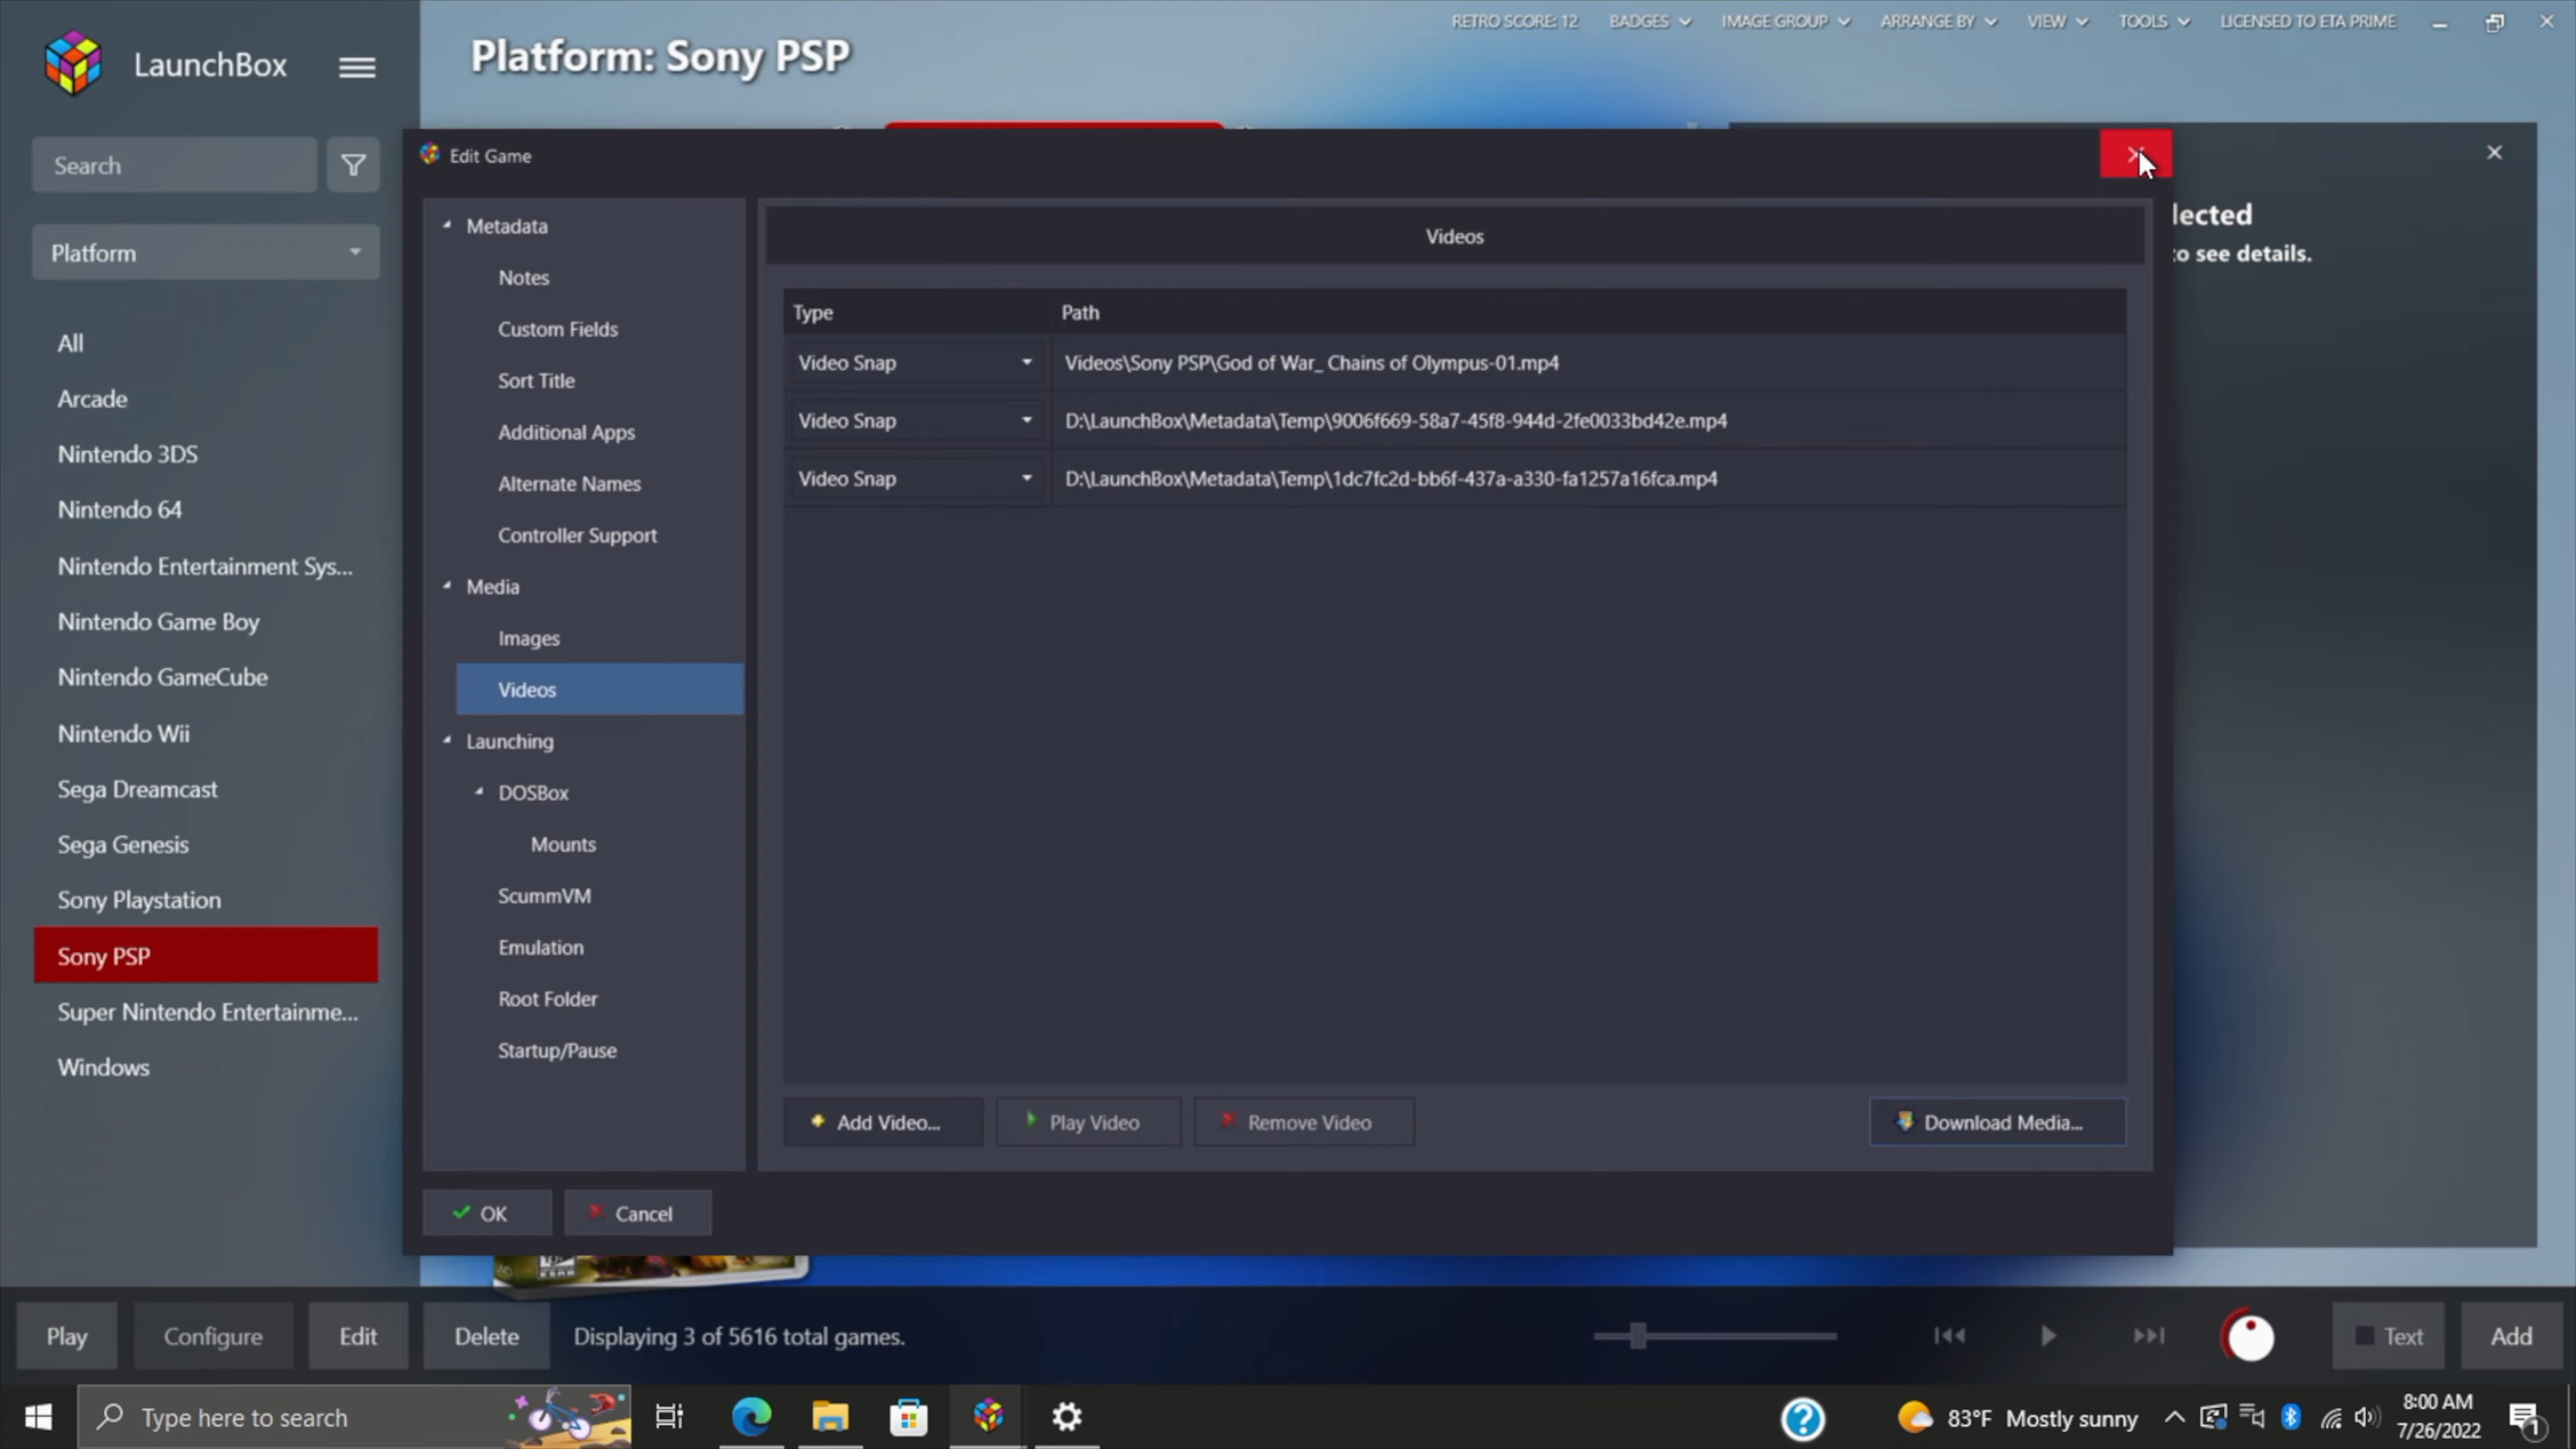 LaunchBox
Platform: Sony PSP
RETRO SCORE: 12
BADGES
IMAGE GROUP
ARRANGE BY
VIEW
TOOLS
LICENSED TO ETA PRIME
Search
Platform
All
Arcade
Nintendo 3DS
Nintendo 64
Nintendo Entertainment Sys...
Nintendo Game Boy
Nintendo GameCube
Nintendo Wii
Sega Dreamcast
Sega Genesis
Sony Playstation
Sony PSP
Super Nintendo Entertainme...
Windows
Edit Game
Metadata
Notes
Custom Fields
Sort Title
Additional Apps
Alternate Names
Controller Support
Media
Images
Videos
Launching
DOSBox
Mounts
ScummVM
Emulation
Root Folder
Startup/Pause
Videos
Type Path
Video Snap Videos\Sony PSP\God of War_ Chains of Olympus-01.mp4
Video Snap D:\LaunchBox\Metadata\Temp\9006f669-58a7-45f8-944d-2fe0033bd42e.mp4
Video Snap D:\LaunchBox\Metadata\Temp\1dc7fc2d-bb6f-437a-a330-fa1257a16fca.mp4
Add Video...
Play Video
Remove Video
Download Media...
OK
Cancel
lected
to see details.
Play
Configure
Edit
Delete
Displaying 3 of 5616 total games.
Text
Add
Type here to search
83°F Mostly sunny
8:00 AM
7/26/2022
1